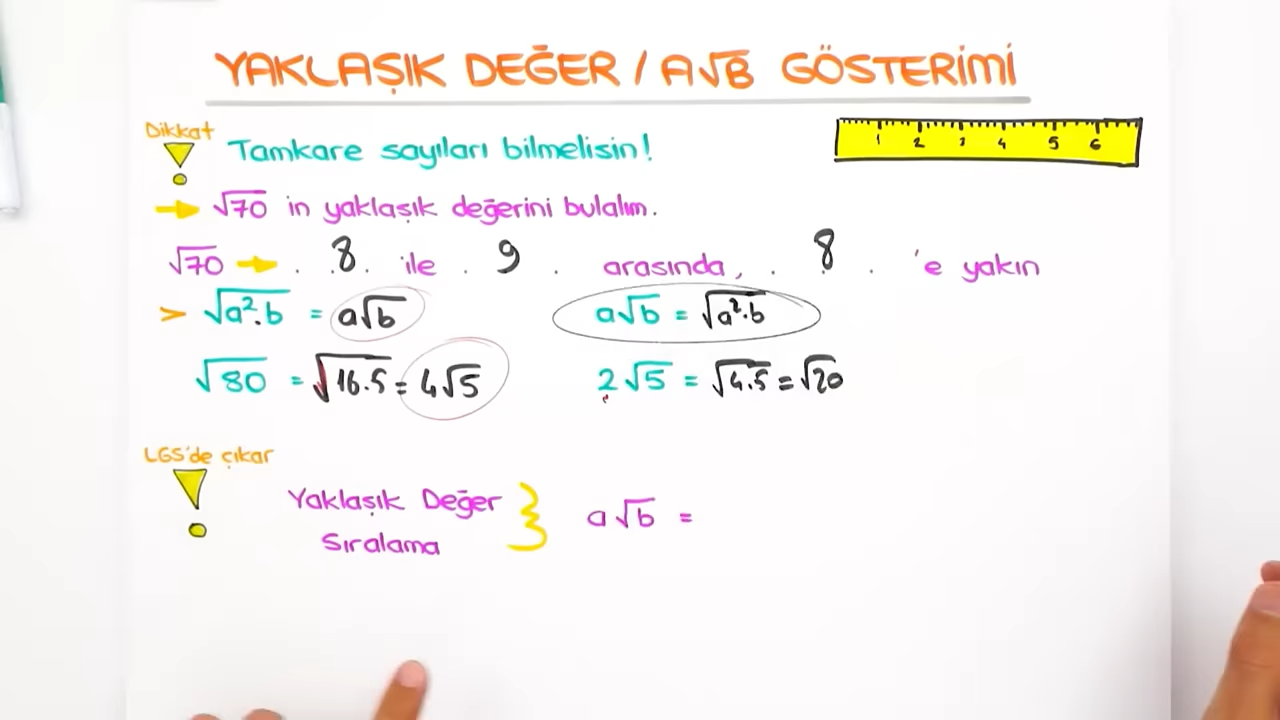 YAKLAŞIK DEĞER / A√B GÖSTERİMİ
Dikkat
Tamkare sayıları bilmelisin!
1 2 3 4 5 6
√70 in yaklaşık değerini bulalım.
√70 → . 8 . ile . 9 . arasında, . 8 . 'e yakın
> √a².b = a√b a√b = √a².b
√80 = √16.5 = 4√5 2√5 = √4.5 = √20
LGS'de çıkar
Yaklaşık Değer
Sıralama
a√b =